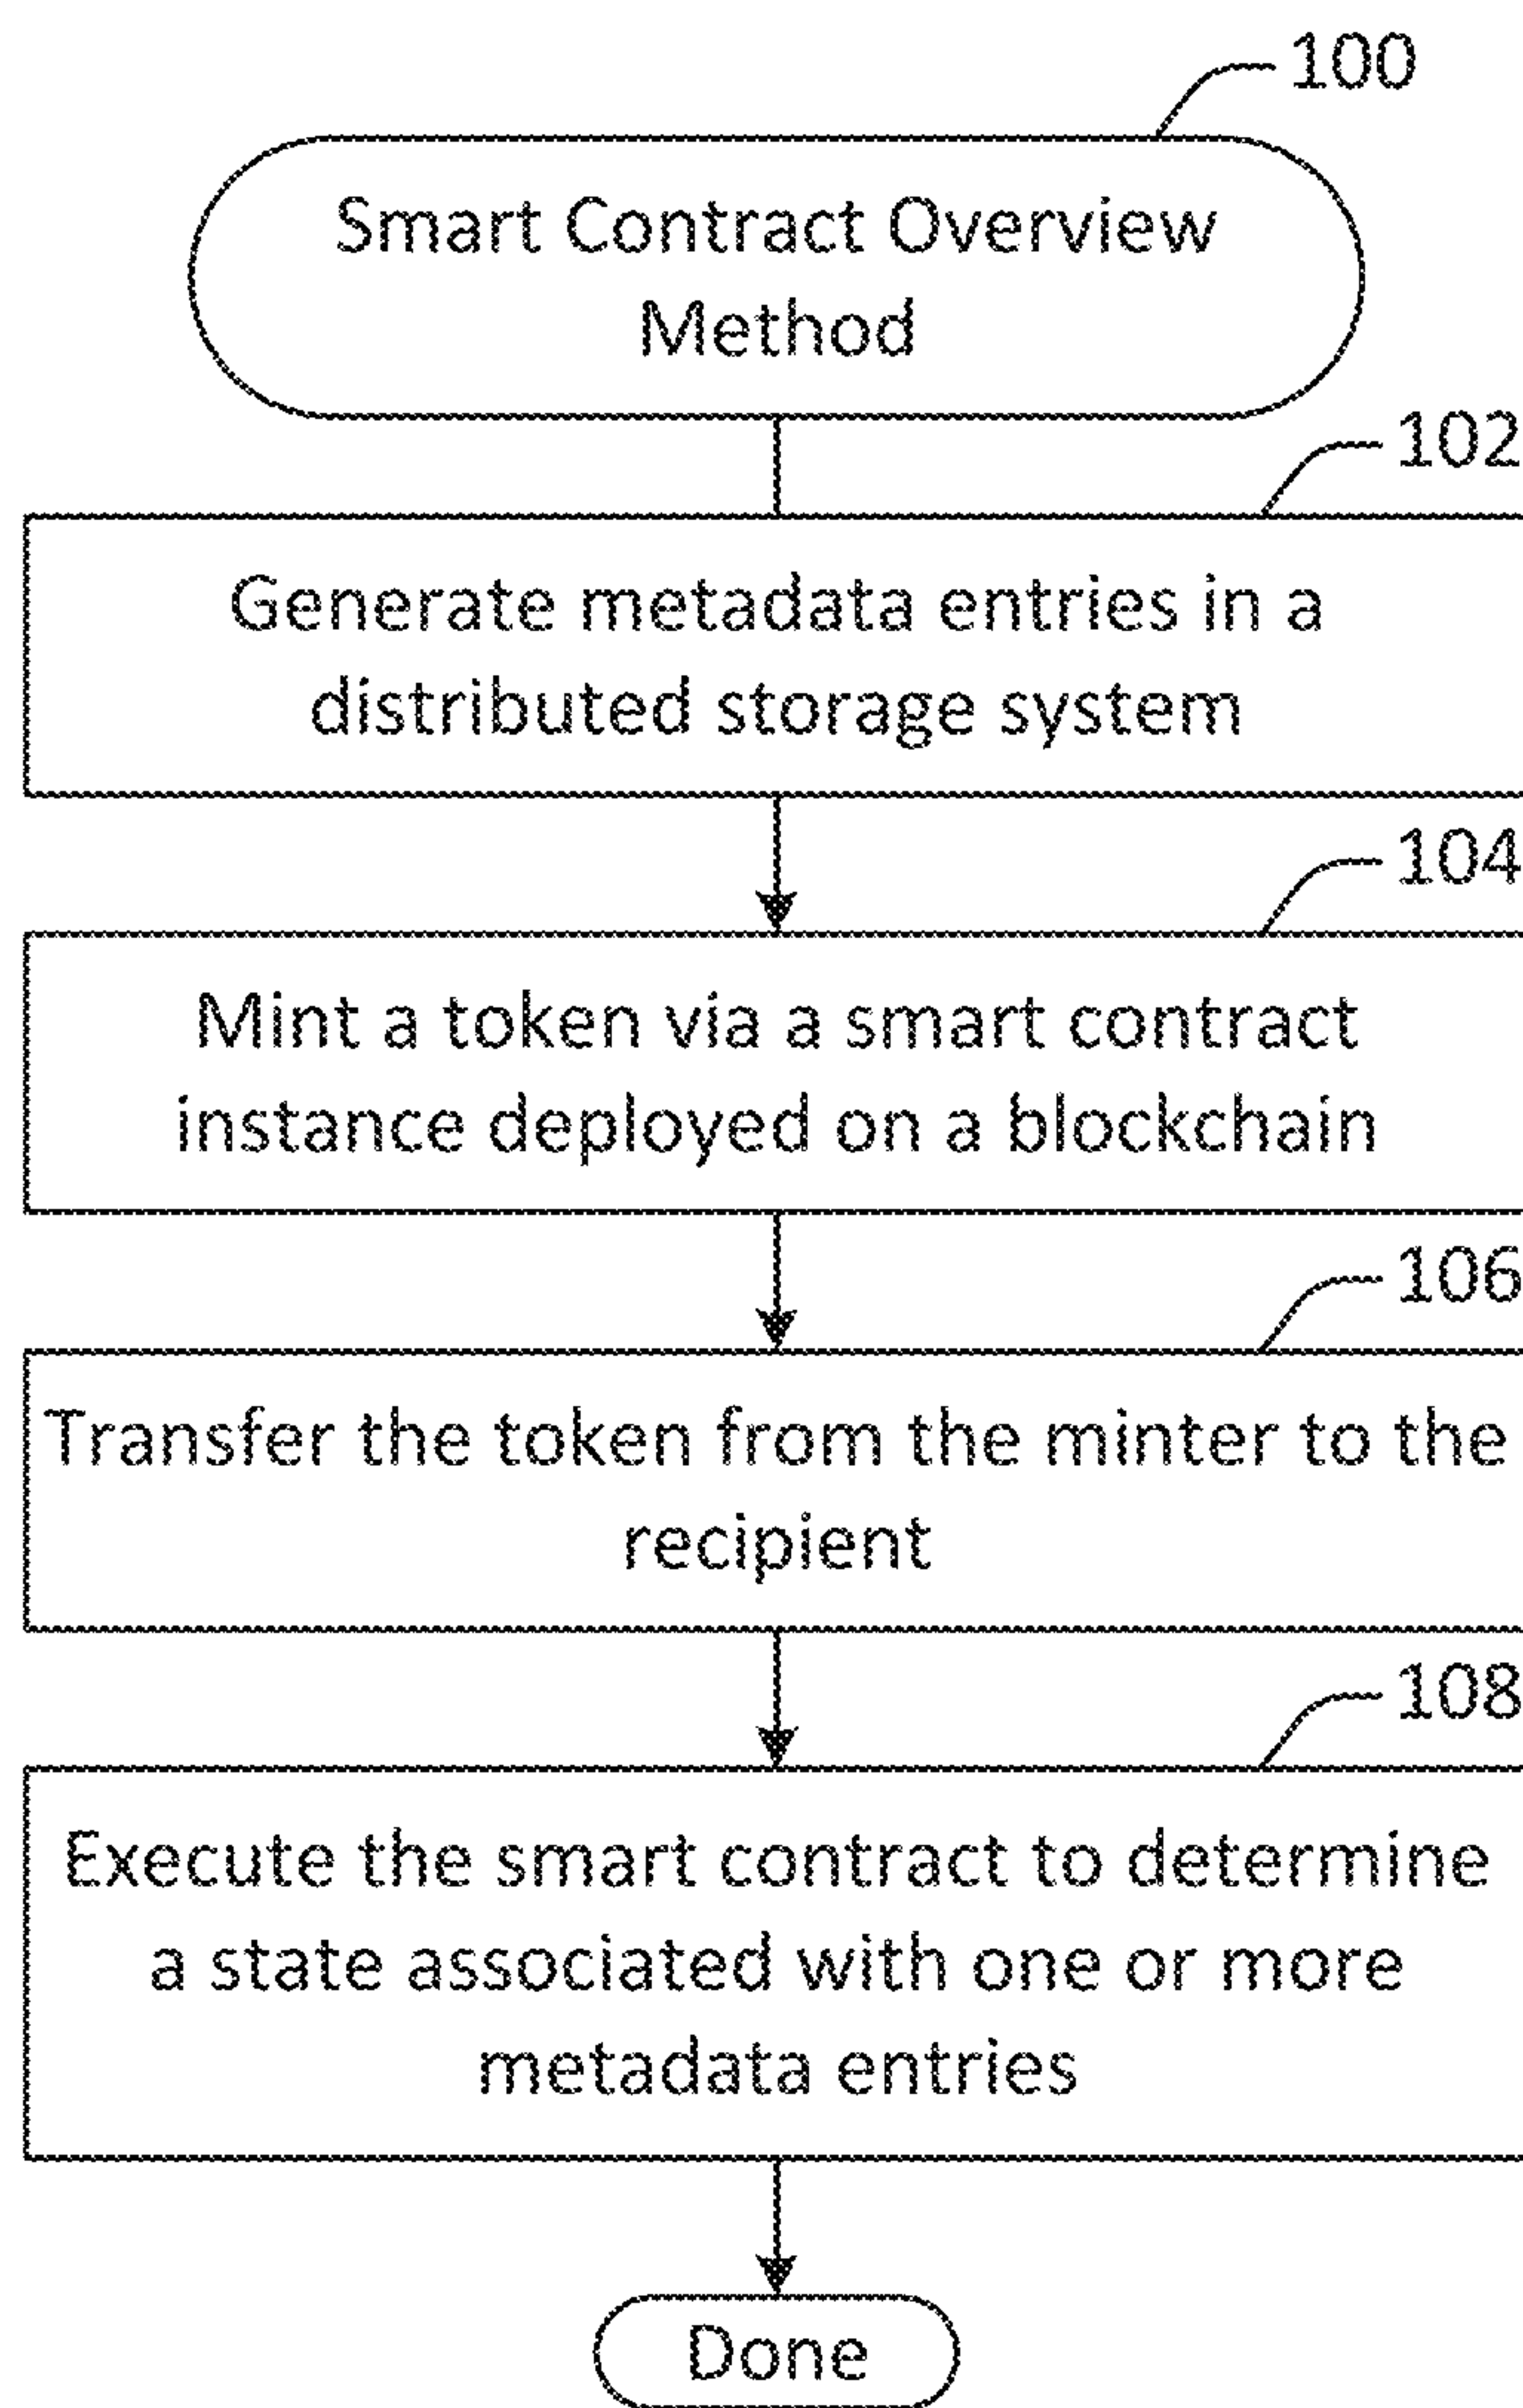 100
Smart Contract Overview
Method
102
Generate metadata entries in a
distributed storage system
104
Mint a token via a smart contract
instance deployed on a blockchain
106
Transfer the token from the minter to the
recipient
108
Execute the smart contract to determine
a state associated with one or more
metadata entries
Done